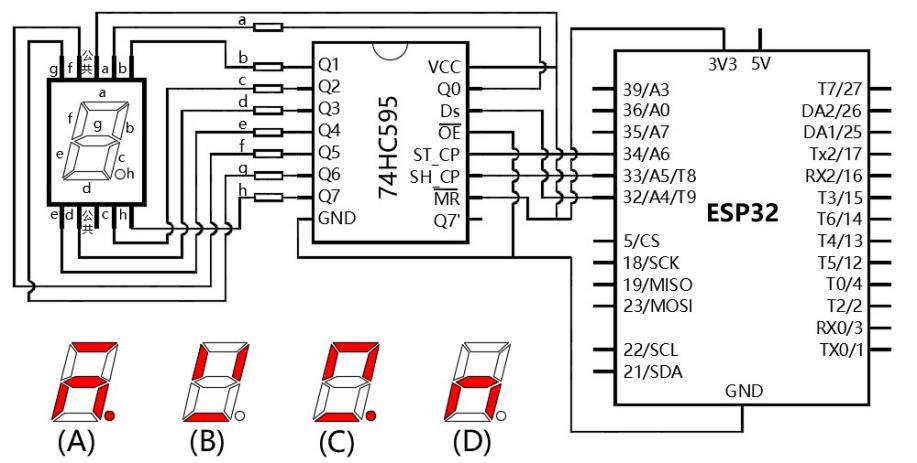 a
g f 公共 a b
a
f b
g
e c
d h
e d 公共 c h
b
c
d
e
f
g
h
Q1
Q2
Q3
Q4
Q5
Q6
Q7
GND
74HC595
VCC
Q0
Ds
OE
ST_CP
SH_CP
MR
Q7'
3V3 5V
39/A3
36/A0
35/A7
34/A6
33/A5/T8
32/A4/T9
5/CS
18/SCK
19/MISO
23/MOSI
22/SCL
21/SDA
ESP32
T7/27
DA2/26
DA1/25
Tx2/17
RX2/16
T3/15
T6/14
T4/13
T5/12
T0/4
T2/2
RX0/3
TX0/1
GND
(A) (B) (C) (D)